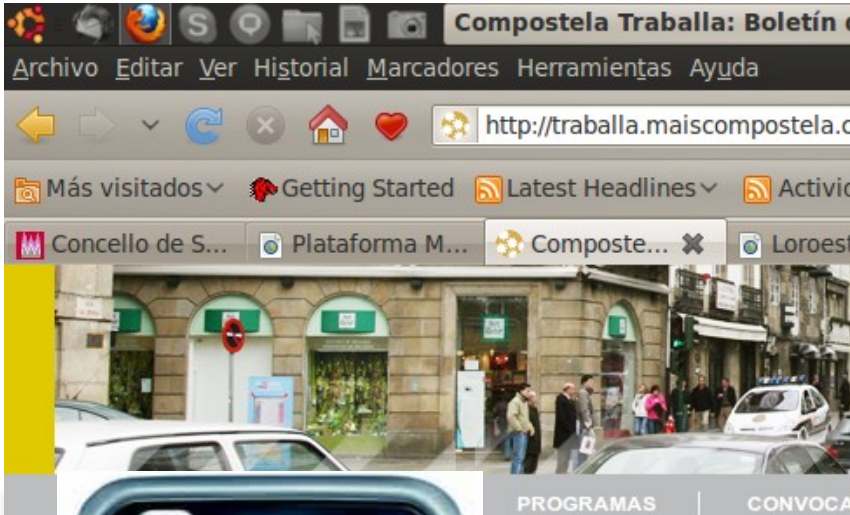 Compostela Traballa: Boletín
Archivo Editar Ver Historial Marcadores Herramientas Ayuda
http://traballa.maiscompostela.
Más visitados Getting Started Latest Headlines Activi
Concello de S... Plataforma M... Composte... Loroest
PROGRAMAS | CONVOCA